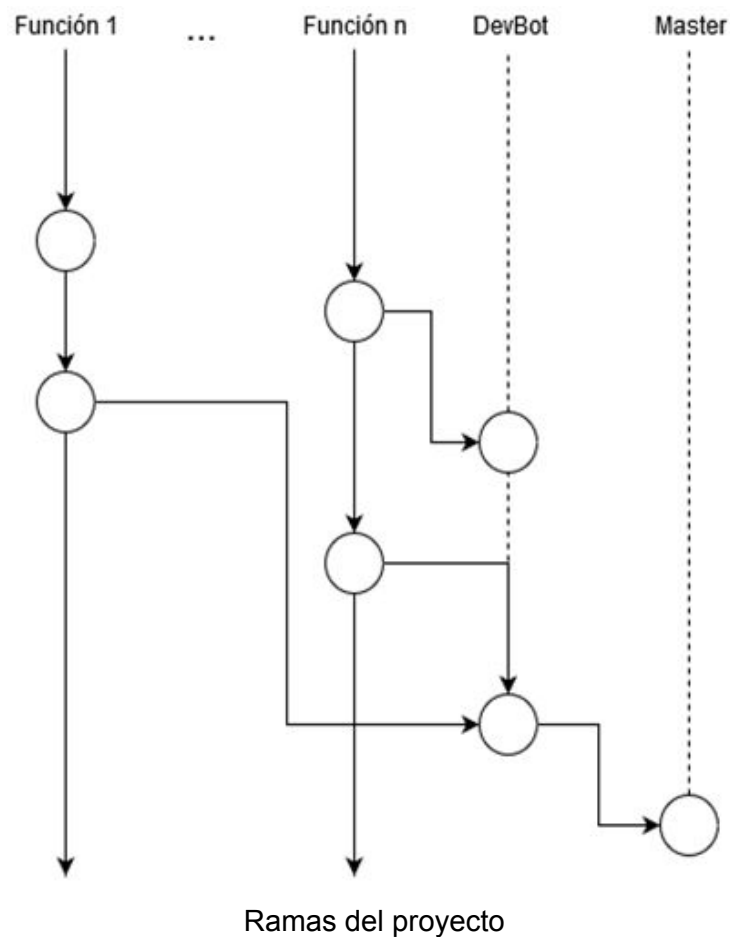 Función 1 ... Función n DevBot Master
Ramas del proyecto